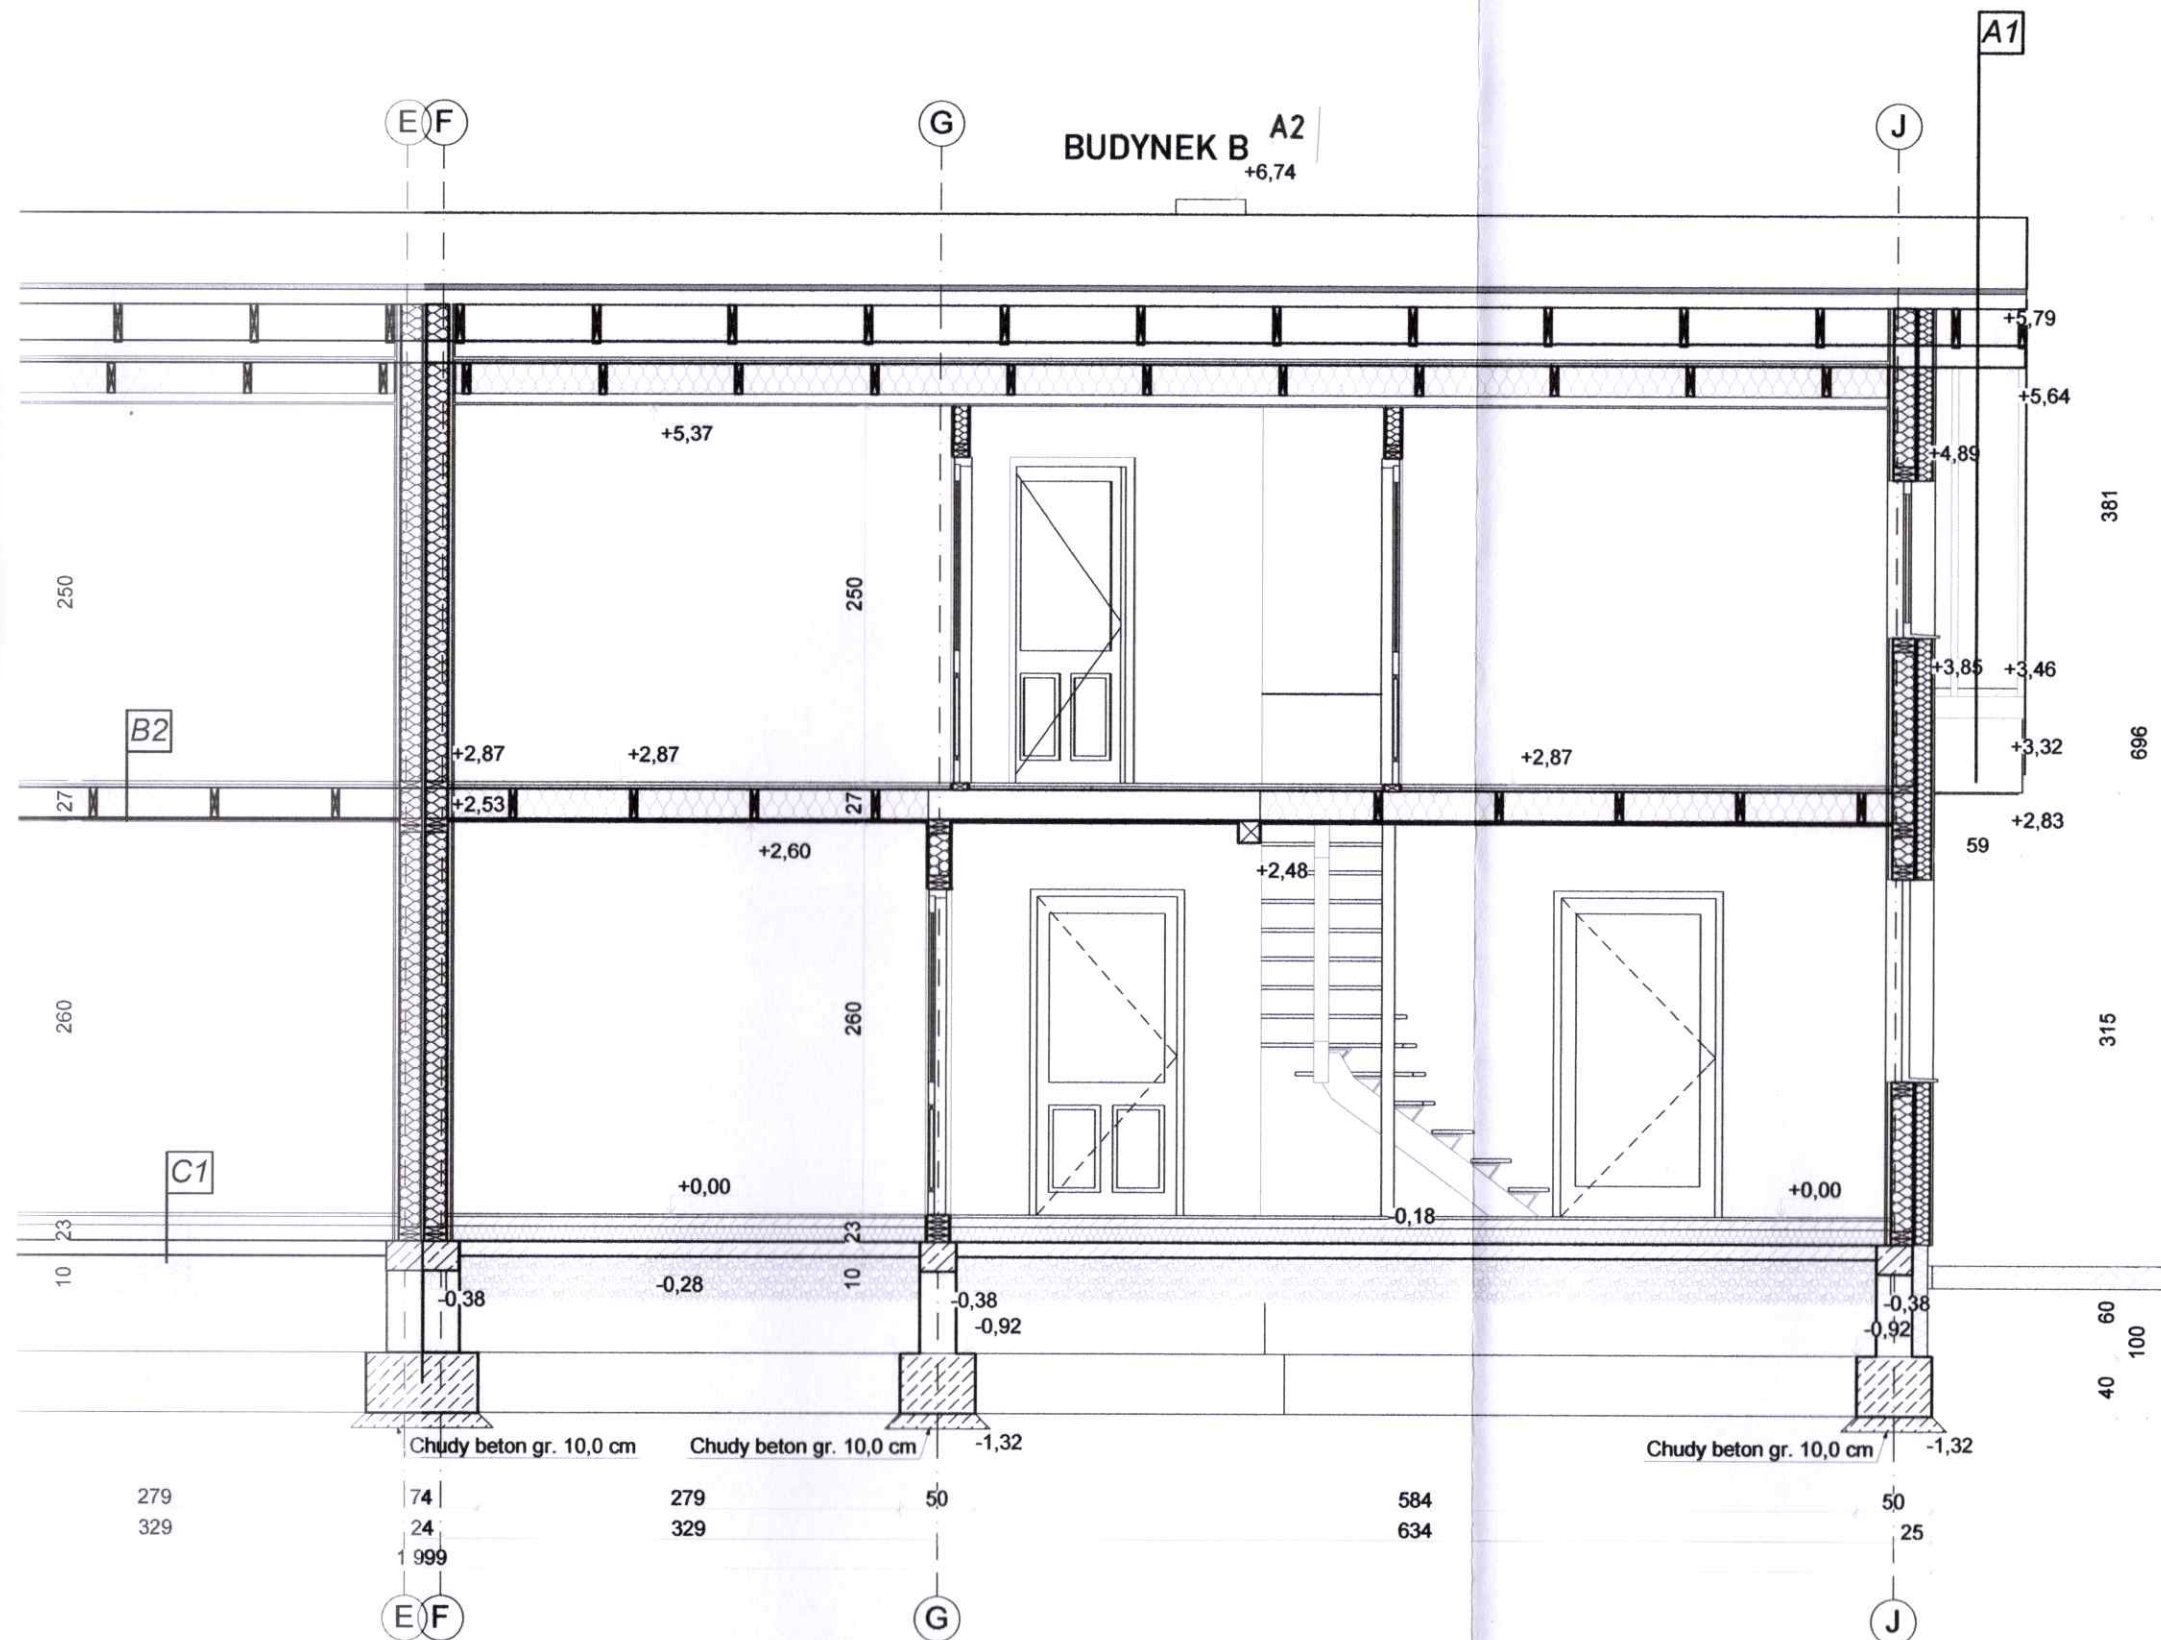 A1
E F G J
BUDYNEK B A2
+6,74
+5,79
+5,64
+5,37
+4,89
381
250 250
+3,85 +3,46
B2
+2,87 +2,87 +2,87
+3,32
696
27 +2,53 27
+2,83
+2,60
59
+2,48
260 260 315
C1
+0,00 +0,00
-0,18
23 23
10 -0,28 10
-0,38 -0,38 -0,38
-0,92 -0,92
60
100
40
Chudy beton gr. 10,0 cm Chudy beton gr. 10,0 cm -1,32 Chudy beton gr. 10,0 cm -1,32
279 74 279 50 584 50
329 24 329 634 25
1 999
E F G J